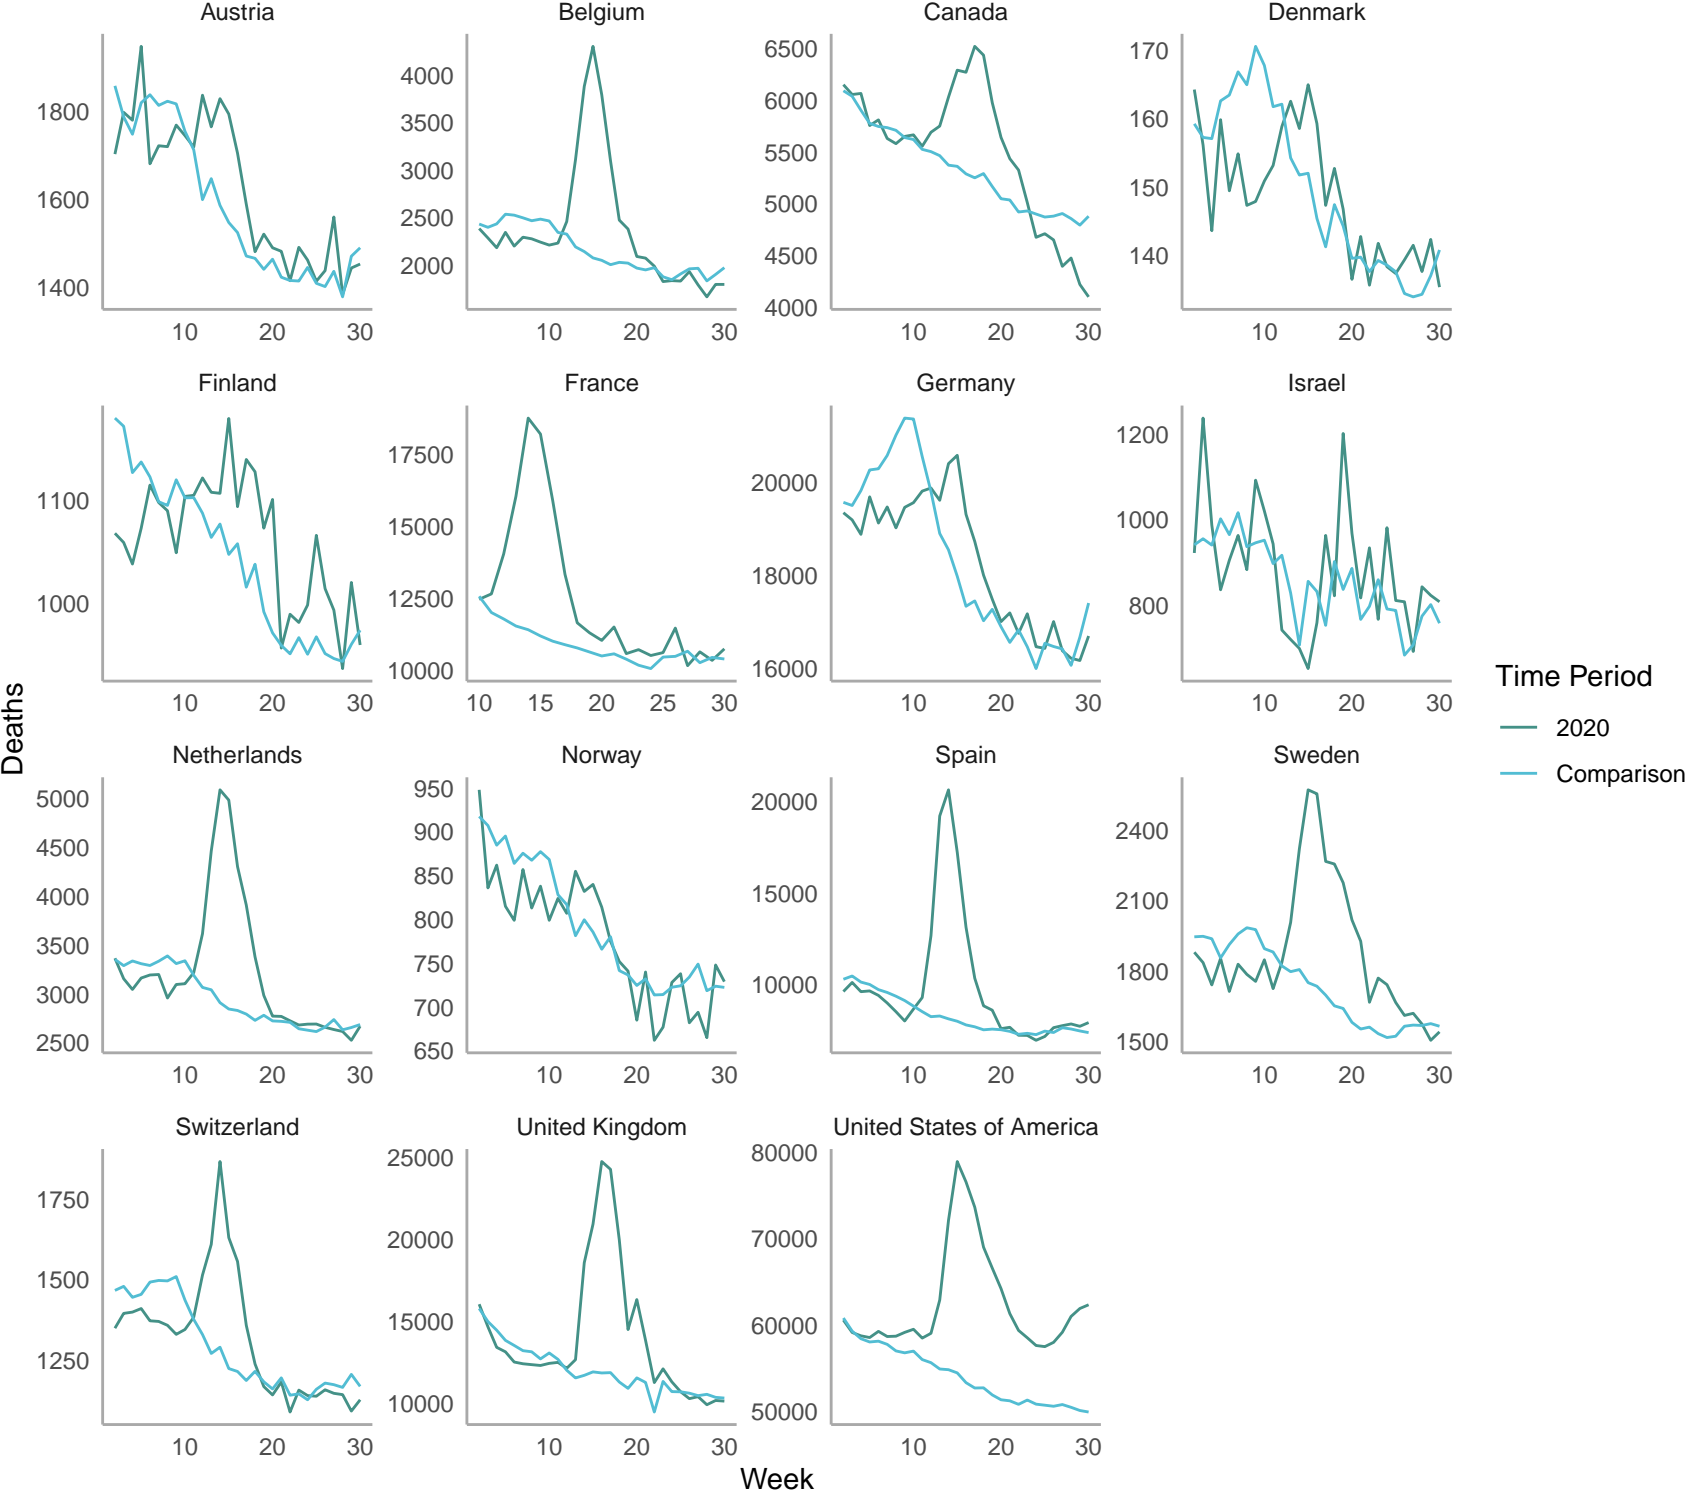 Austria
Belgium
Canada
Denmark
1800
1600
1400
10 20 30
4000
3500
3000
2500
2000
10 20 30
6500
6000
5500
5000
4500
4000
10 20 30
170
160
150
140
10 20 30
Finland
France
Germany
Israel
1100
1000
10 20 30
17500
15000
12500
10000
10 15 20 25 30
20000
18000
16000
10 20 30
1200
1000
800
10 20 30
Netherlands
Norway
Spain
Sweden
5000
4500
4000
3500
3000
2500
10 20 30
950
900
850
800
750
700
650
10 20 30
20000
15000
10000
10 20 30
2400
2100
1800
1500
10 20 30
Switzerland
United Kingdom
United States of America
1750
1500
1250
10 20 30
25000
20000
15000
10000
10 20 30
80000
70000
60000
50000
10 20 30
Deaths
Week
Time Period
2020
Comparison